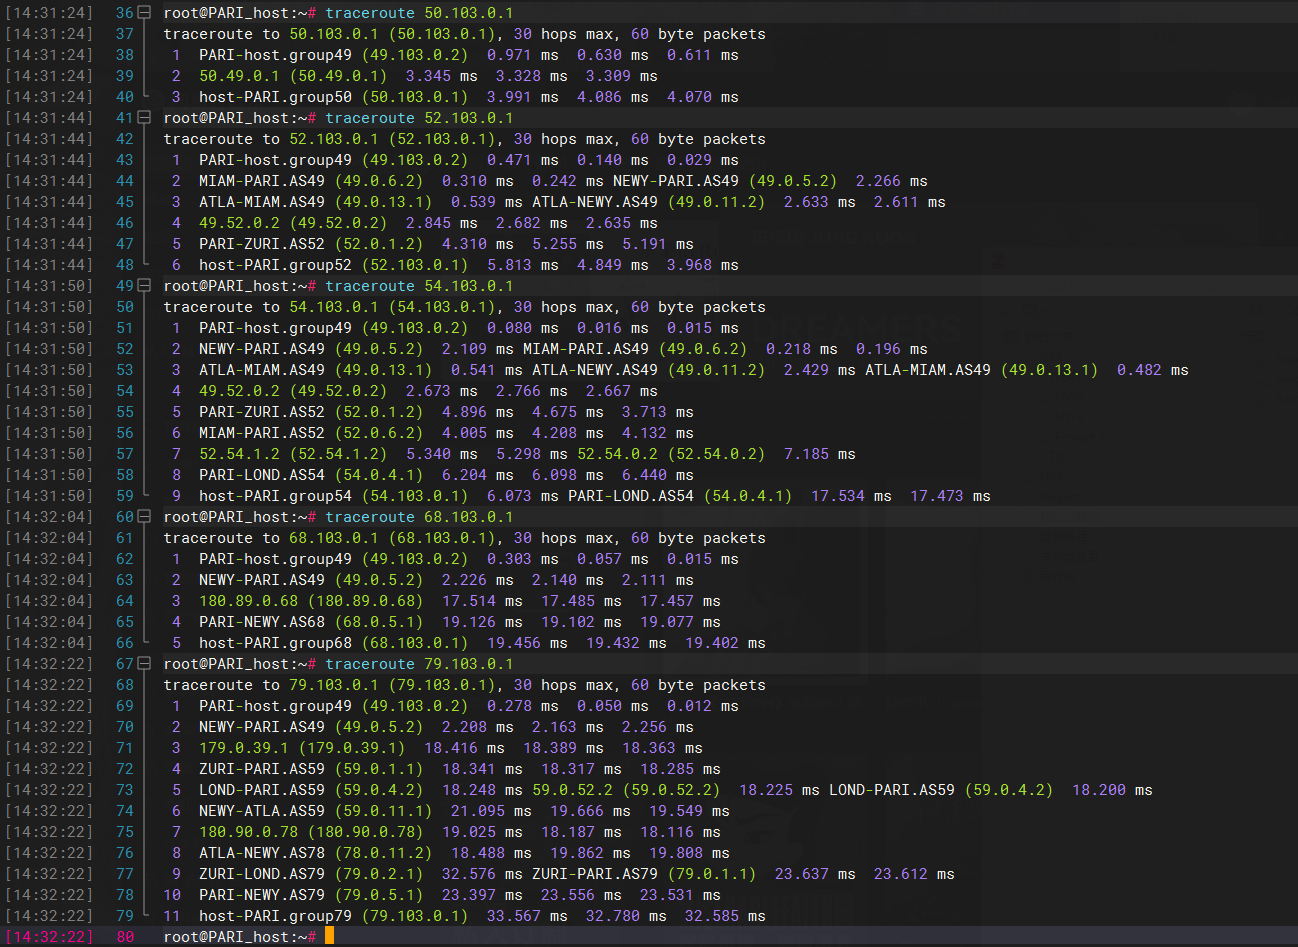 [14:31:24] 36 root@PARI_host:~# traceroute 50.103.0.1
[14:31:24] 37 traceroute to 50.103.0.1 (50.103.0.1), 30 hops max, 60 byte packets
[14:31:24] 38 1 PARI-host.group49 (49.103.0.2) 0.971 ms 0.630 ms 0.611 ms
[14:31:24] 39 2 50.49.0.1 (50.49.0.1) 3.345 ms 3.328 ms 3.309 ms
[14:31:24] 40 3 host-PARI.group50 (50.103.0.1) 3.991 ms 4.086 ms 4.070 ms
[14:31:44] 41 root@PARI_host:~# traceroute 52.103.0.1
[14:31:44] 42 traceroute to 52.103.0.1 (52.103.0.1), 30 hops max, 60 byte packets
[14:31:44] 43 1 PARI-host.group49 (49.103.0.2) 0.471 ms 0.140 ms 0.029 ms
[14:31:44] 44 2 MIAM-PARI.AS49 (49.0.6.2) 0.310 ms 0.242 ms NEWY-PARI.AS49 (49.0.5.2) 2.266 ms
[14:31:44] 45 3 ATLA-MIAM.AS49 (49.0.13.1) 0.539 ms ATLA-NEWY.AS49 (49.0.11.2) 2.633 ms 2.611 ms
[14:31:44] 46 4 49.52.0.2 (49.52.0.2) 2.845 ms 2.682 ms 2.635 ms
[14:31:44] 47 5 PARI-ZURI.AS52 (52.0.1.2) 4.310 ms 5.255 ms 5.191 ms
[14:31:44] 48 6 host-PARI.group52 (52.103.0.1) 5.813 ms 4.849 ms 3.968 ms
[14:31:50] 49 root@PARI_host:~# traceroute 54.103.0.1
[14:31:50] 50 traceroute to 54.103.0.1 (54.103.0.1), 30 hops max, 60 byte packets
[14:31:50] 51 1 PARI-host.group49 (49.103.0.2) 0.080 ms 0.016 ms 0.015 ms
[14:31:50] 52 2 NEWY-PARI.AS49 (49.0.5.2) 2.109 ms MIAM-PARI.AS49 (49.0.6.2) 0.218 ms 0.196 ms
[14:31:50] 53 3 ATLA-MIAM.AS49 (49.0.13.1) 0.541 ms ATLA-NEWY.AS49 (49.0.11.2) 2.429 ms ATLA-MIAM.AS49 (49.0.13.1) 0.482 ms
[14:31:50] 54 4 49.52.0.2 (49.52.0.2) 2.673 ms 2.766 ms 2.667 ms
[14:31:50] 55 5 PARI-ZURI.AS52 (52.0.1.2) 4.896 ms 4.675 ms 3.713 ms
[14:31:50] 56 6 MIAM-PARI.AS52 (52.0.6.2) 4.005 ms 4.208 ms 4.132 ms
[14:31:50] 57 7 52.54.1.2 (52.54.1.2) 5.340 ms 5.298 ms 52.54.0.2 (52.54.0.2) 7.185 ms
[14:31:50] 58 8 PARI-LOND.AS54 (54.0.4.1) 6.204 ms 6.098 ms 6.440 ms
[14:31:50] 59 9 host-PARI.group54 (54.103.0.1) 6.073 ms PARI-LOND.AS54 (54.0.4.1) 17.534 ms 17.473 ms
[14:32:04] 60 root@PARI_host:~# traceroute 68.103.0.1
[14:32:04] 61 traceroute to 68.103.0.1 (68.103.0.1), 30 hops max, 60 byte packets
[14:32:04] 62 1 PARI-host.group49 (49.103.0.2) 0.303 ms 0.057 ms 0.015 ms
[14:32:04] 63 2 NEWY-PARI.AS49 (49.0.5.2) 2.226 ms 2.140 ms 2.111 ms
[14:32:04] 64 3 180.89.0.68 (180.89.0.68) 17.514 ms 17.485 ms 17.457 ms
[14:32:04] 65 4 PARI-NEWY.AS68 (68.0.5.1) 19.126 ms 19.102 ms 19.077 ms
[14:32:04] 66 5 host-PARI.group68 (68.103.0.1) 19.456 ms 19.432 ms 19.402 ms
[14:32:22] 67 root@PARI_host:~# traceroute 79.103.0.1
[14:32:22] 68 traceroute to 79.103.0.1 (79.103.0.1), 30 hops max, 60 byte packets
[14:32:22] 69 1 PARI-host.group49 (49.103.0.2) 0.278 ms 0.050 ms 0.012 ms
[14:32:22] 70 2 NEWY-PARI.AS49 (49.0.5.2) 2.208 ms 2.163 ms 2.256 ms
[14:32:22] 71 3 179.0.39.1 (179.0.39.1) 18.416 ms 18.389 ms 18.363 ms
[14:32:22] 72 4 ZURI-PARI.AS59 (59.0.1.1) 18.341 ms 18.317 ms 18.285 ms
[14:32:22] 73 5 LOND-PARI.AS59 (59.0.4.2) 18.248 ms 59.0.52.2 (59.0.52.2) 18.225 ms LOND-PARI.AS59 (59.0.4.2) 18.200 ms
[14:32:22] 74 6 NEWY-ATLA.AS59 (59.0.11.1) 21.095 ms 19.666 ms 19.549 ms
[14:32:22] 75 7 180.90.0.78 (180.90.0.78) 19.025 ms 18.187 ms 18.116 ms
[14:32:22] 76 8 ATLA-NEWY.AS78 (78.0.11.2) 18.488 ms 19.862 ms 19.808 ms
[14:32:22] 77 9 ZURI-LOND.AS79 (79.0.2.1) 32.576 ms ZURI-PARI.AS79 (79.0.1.1) 23.637 ms 23.612 ms
[14:32:22] 78 10 PARI-NEWY.AS79 (79.0.5.1) 23.397 ms 23.556 ms 23.531 ms
[14:32:22] 79 11 host-PARI.group79 (79.103.0.1) 33.567 ms 32.780 ms 32.585 ms
[14:32:22] 80 root@PARI_host:~#